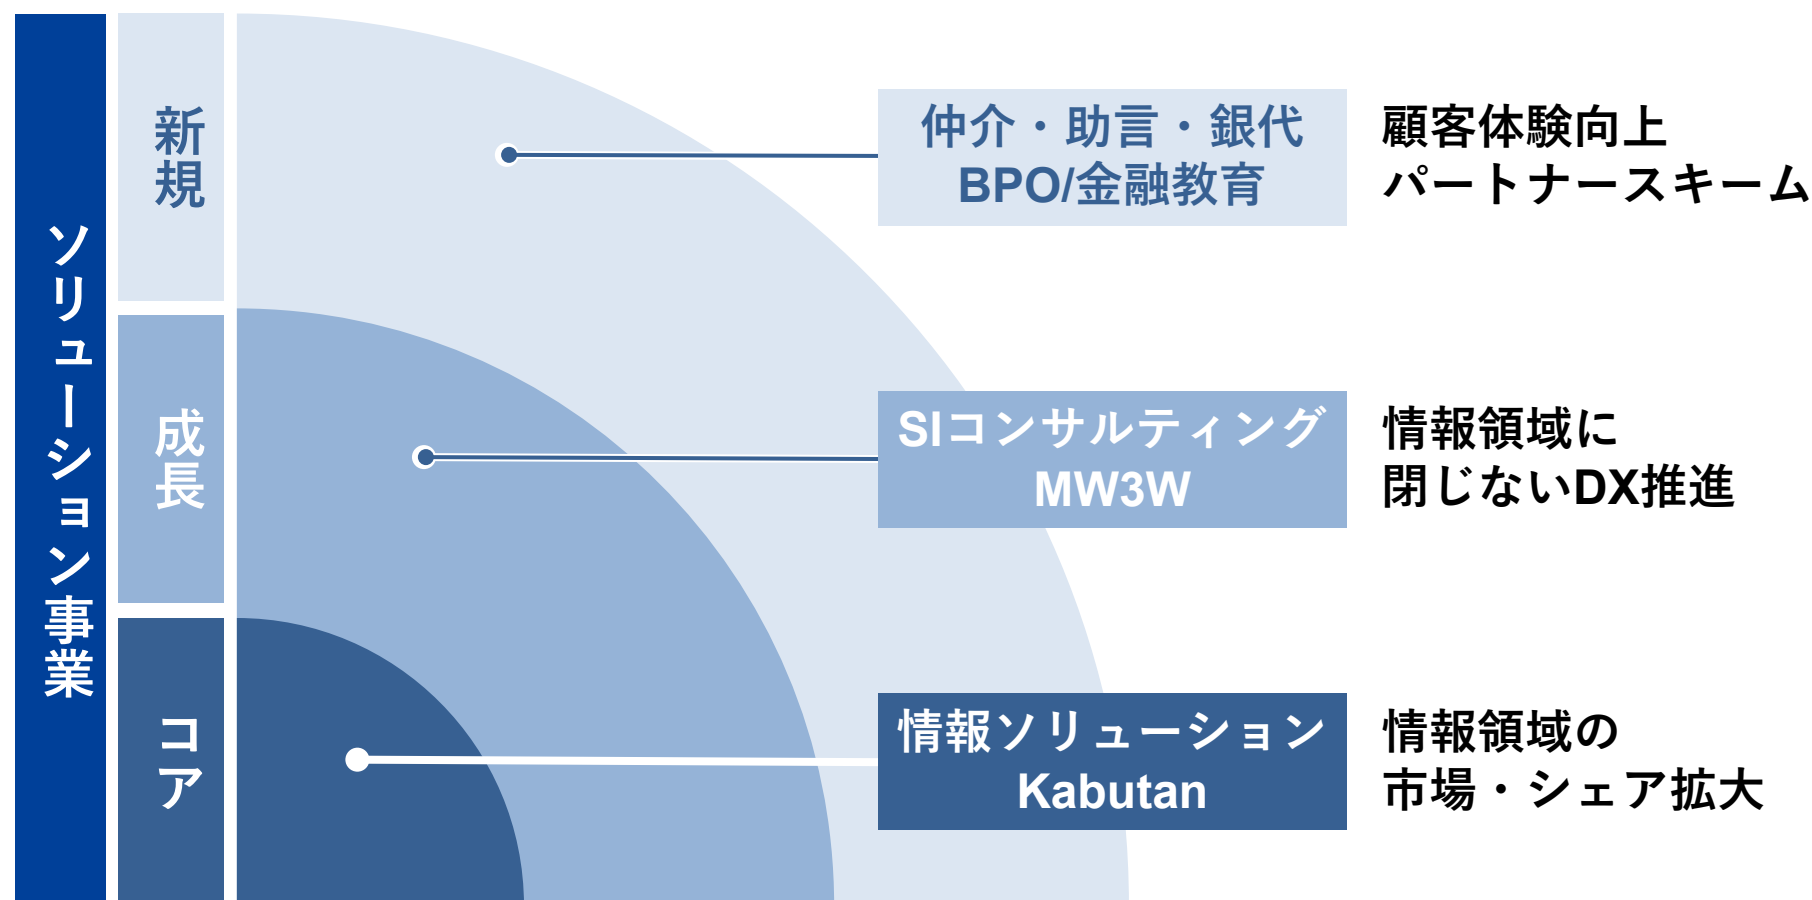 ソリューション事業
新規
仲介・助言・銀代
BPO/金融教育
顧客体験向上
パートナースキーム
成長
SIコンサルティング
MW3W
情報領域に
閉じないDX推進
コア
情報ソリューション
Kabutan
情報領域の
市場・シェア拡大